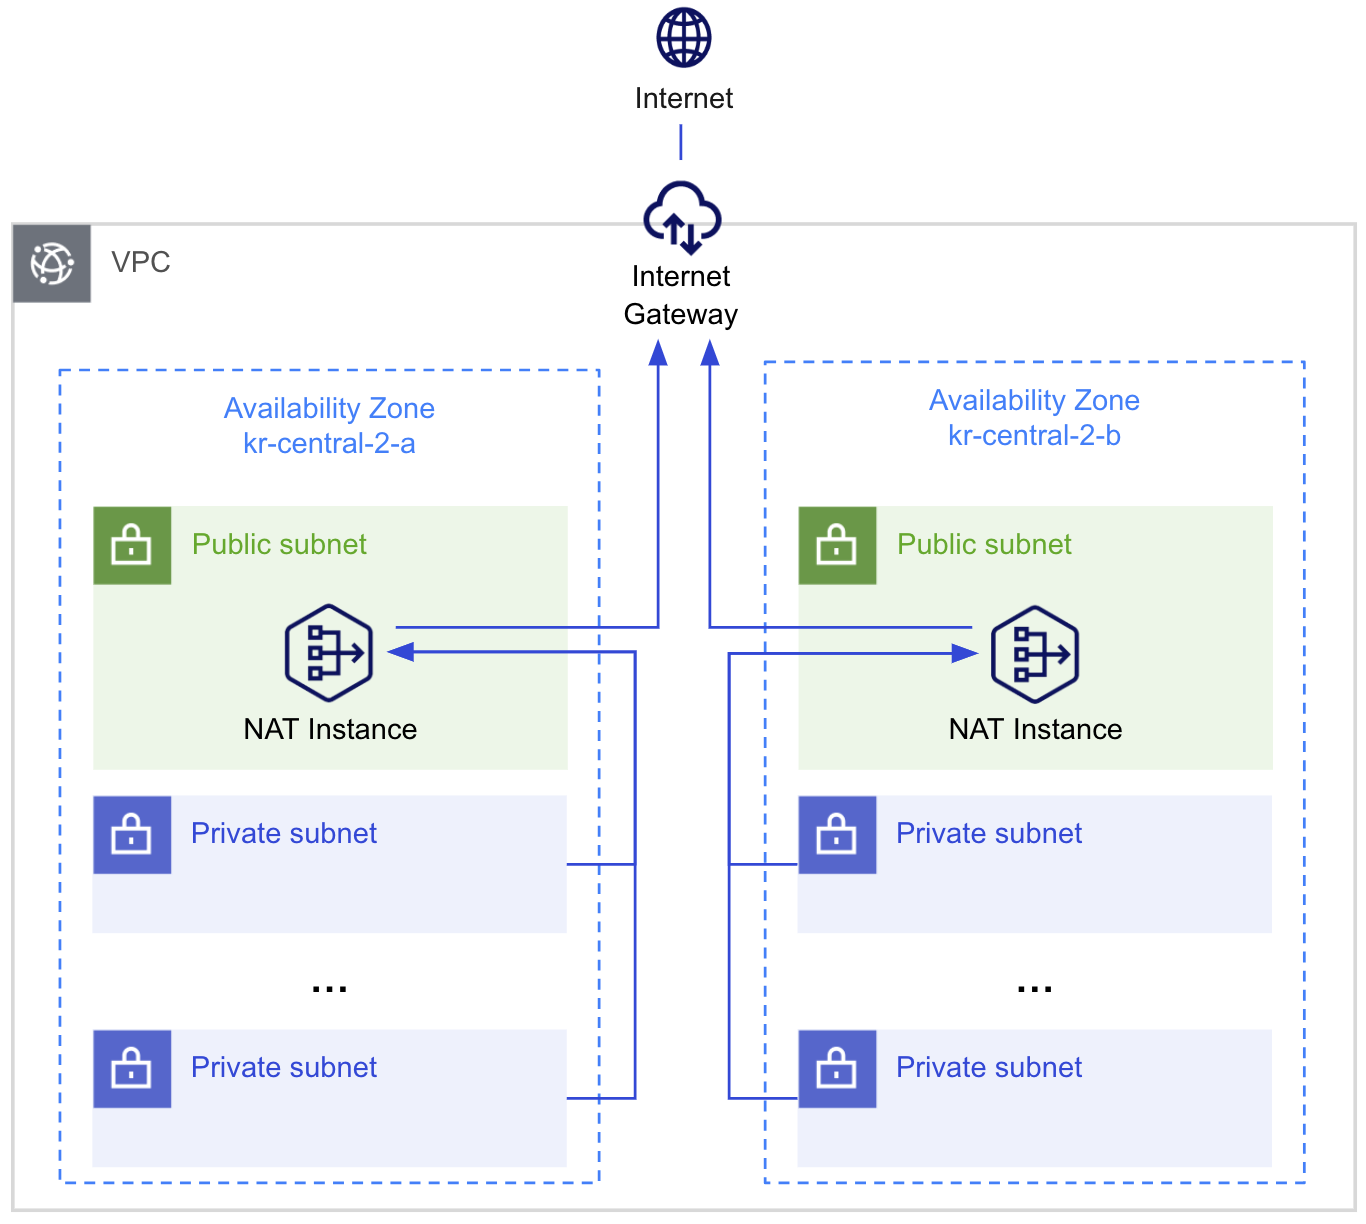 Internet
Internet
Gateway
VPC
Availability Zone
kr-central-2-a
Public subnet
NAT Instance
Private subnet
...
Private subnet
Availability Zone
kr-central-2-b
Public subnet
NAT Instance
Private subnet
...
Private subnet